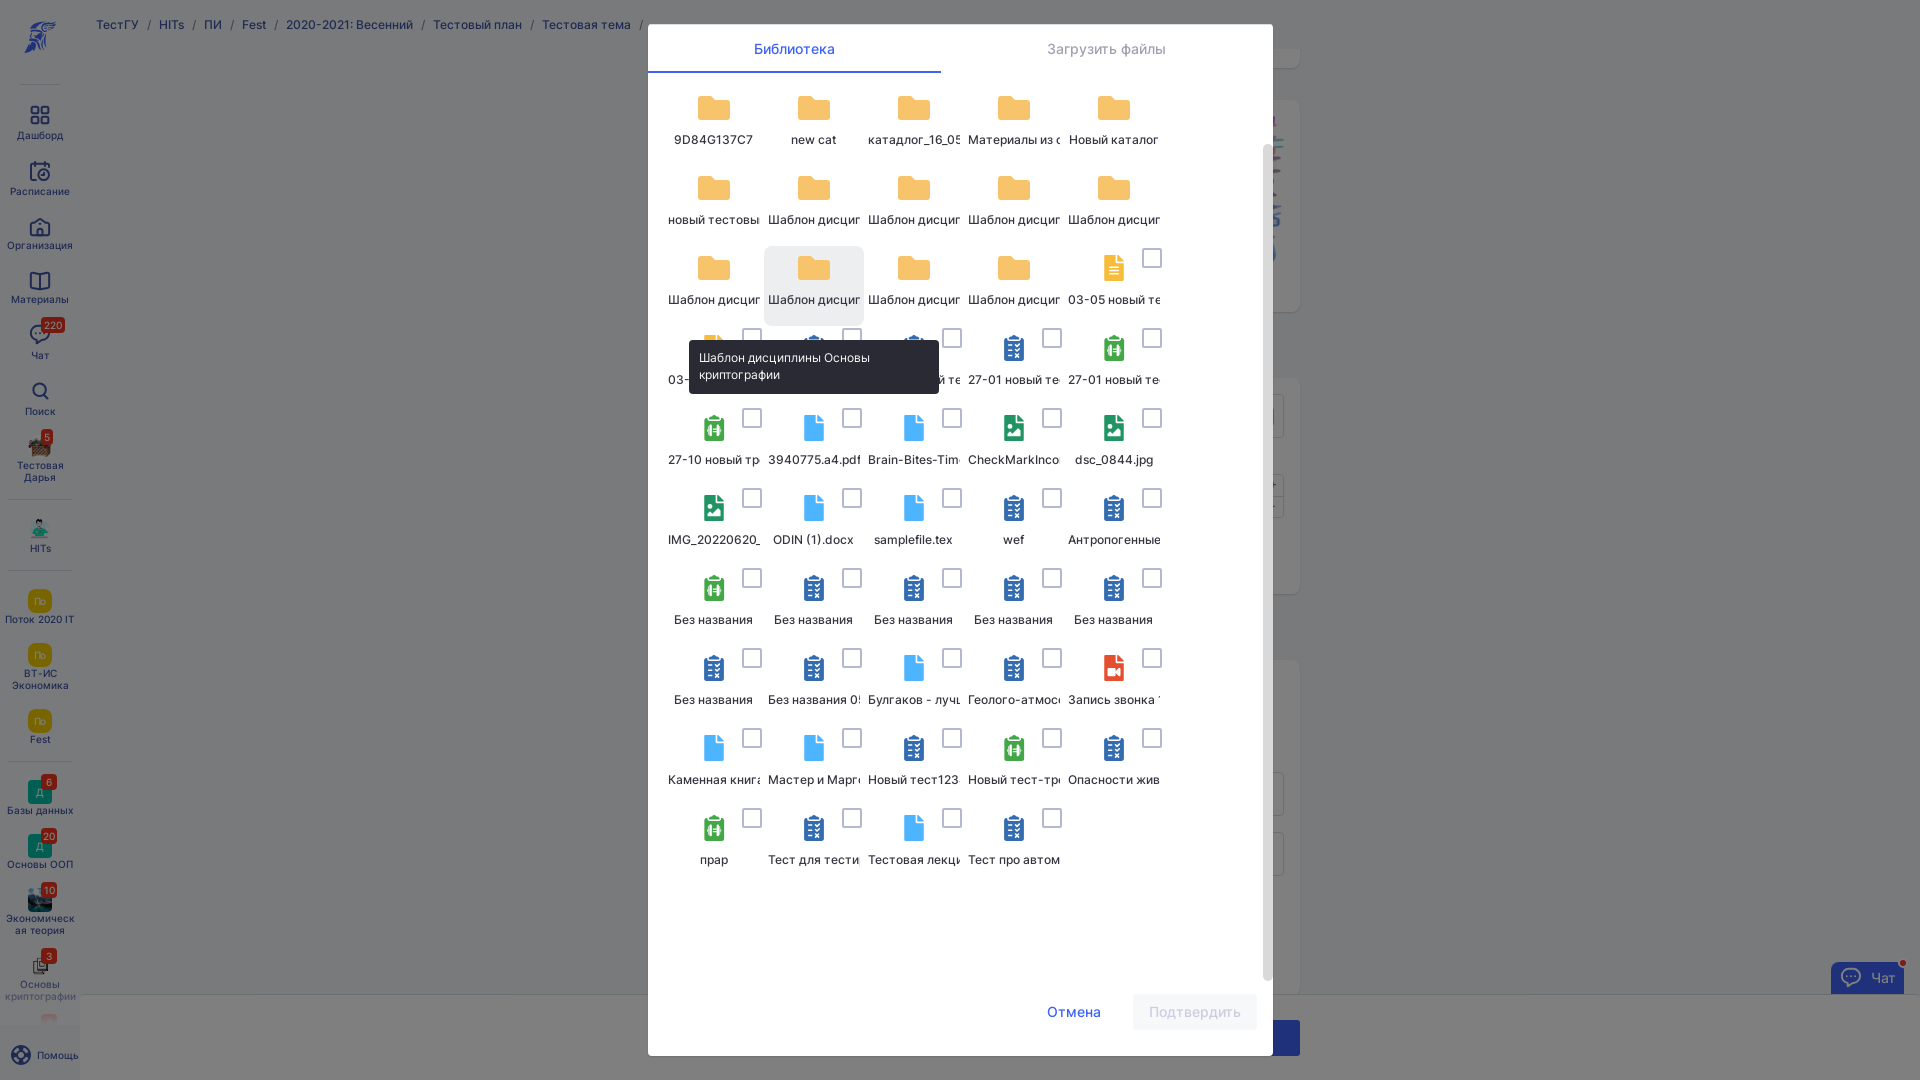 ТестГУ / HITs / ПИ / Fest / 2020-2021: Весенний / Тестовый план / Тестовая тема /
Дашборд
Расписание
Организация
Материалы
220
Чат
Поиск
5
Тестовая
Дарья
HITs
По
Поток 2020 IT
По
ВТ-ИС
Экономика
По
Fest
6
Д
Базы данных
20
Д
Основы ООП
10
Экономическ
ая теория
3
Основы
криптографии
Помощь
Библиотека
Загрузить файлы
9D84G137C7
new cat
катадлог_16_05
Материалы из
Новый каталог
новый тестовы
Шаблон дисцип
Шаблон дисцип
Шаблон дисцип
Шаблон дисцип
Шаблон дисцип
Шаблон дисцип
Шаблон дисцип
Шаблон дисцип
03-05 новый те
Шаблон дисциплины Основы
криптографии
03-
й те
27-01 новый те
27-01 новый те
27-10 новый тр
3940775.a4.pdf
Brain-Bites-Tim
CheckMarkInco
dsc_0844.jpg
IMG_20220620_
ODIN (1).docx
samplefile.tex
wef
Антропогенные
Без названия
Без названия
Без названия
Без названия
Без названия
Без названия
Без названия 05
Булгаков - луч
Геолого-атмос
Запись звонка
Каменная книга
Мастер и Марг
Новый тест123
Новый тест-тр
Опасности жив
прар
Тест для тести
Тестовая лекци
Тест про автом
Отмена
Подтвердить
Чат